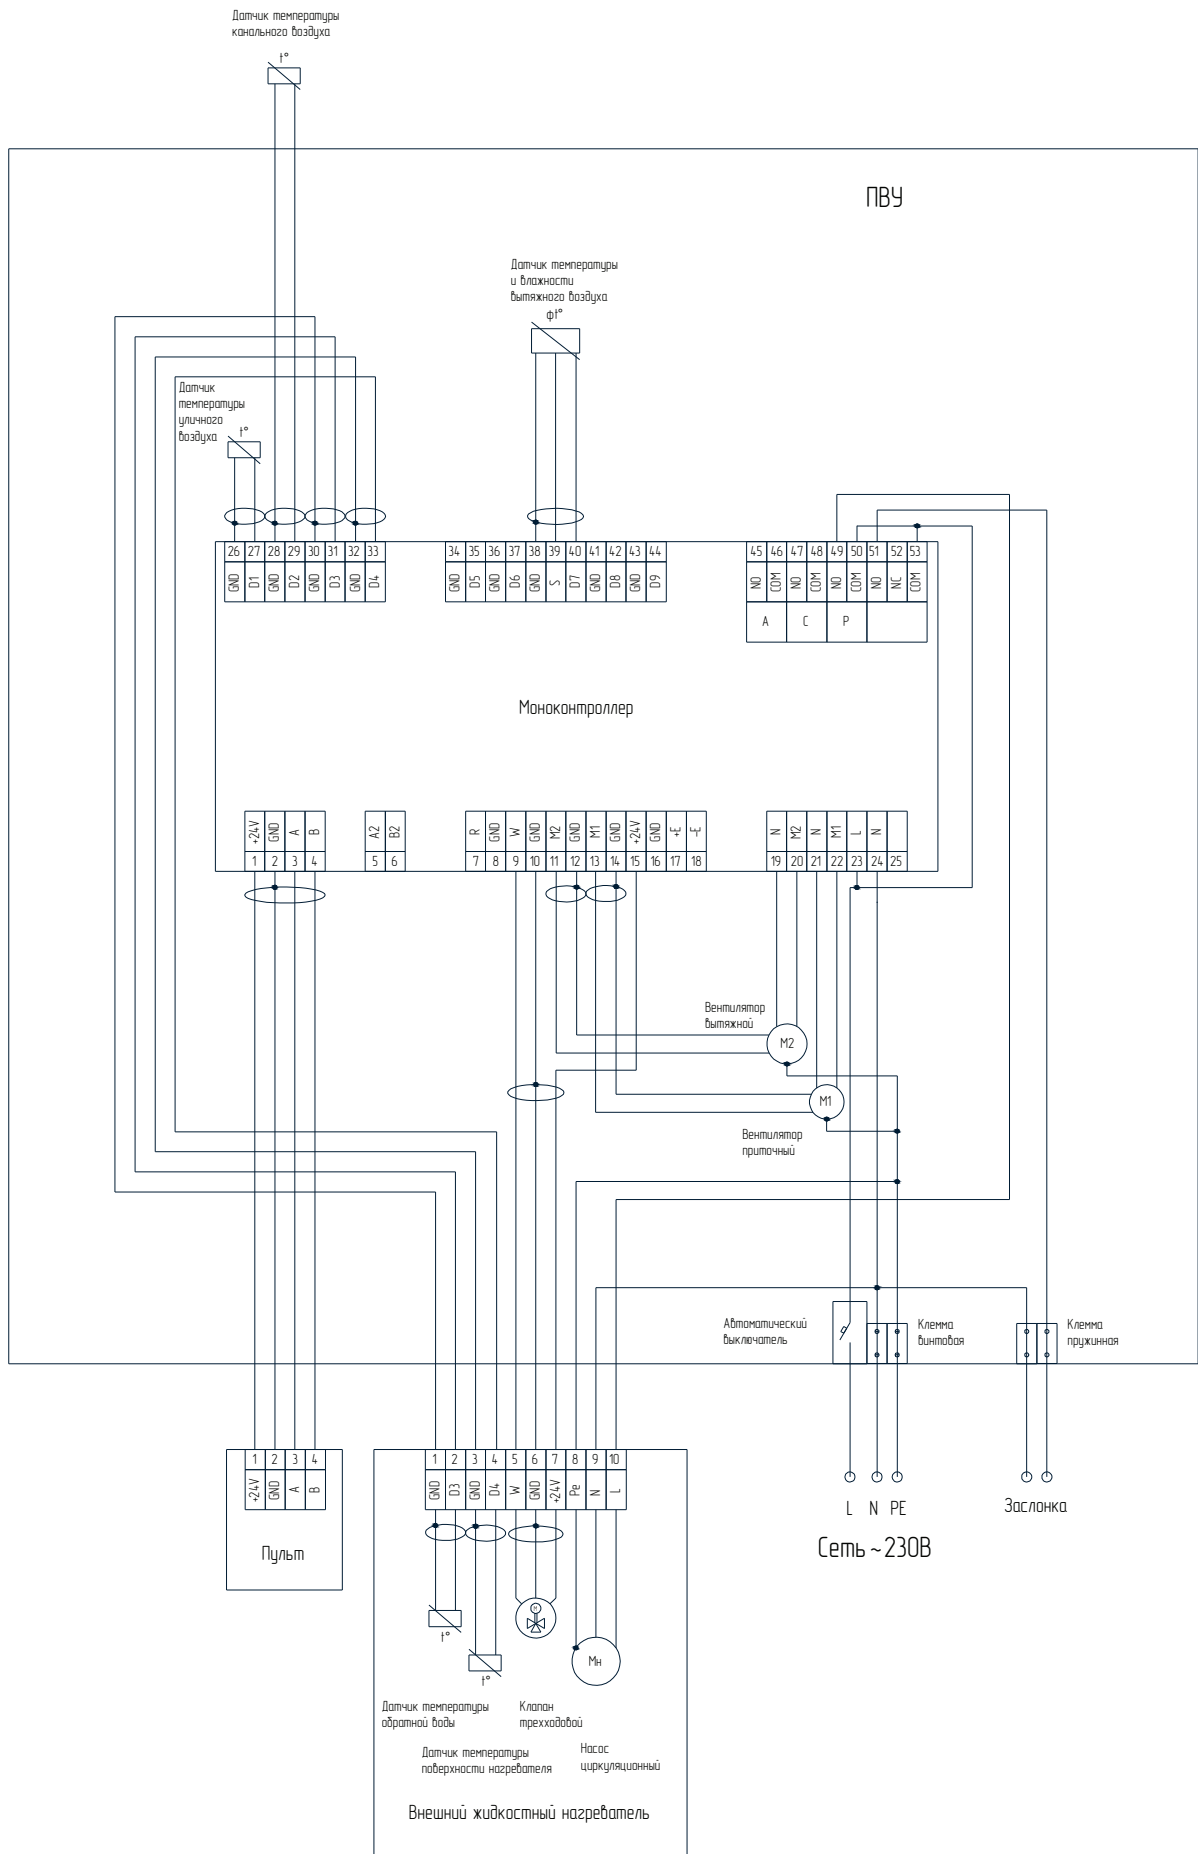 Датчик температуры
канального воздуха
t°
ПВУ
Датчик температуры
и влажности
вытяжного воздуха
φt°
Датчик
температуры
уличного
воздуха
t°
26 27 28 29 30 31 32 33
GND D1 GND D2 GND D3 GND D4
34 35 36 37 38 39 40 41 42 43 44
GND D5 GND D6 GND S D7 GND D8 GND D9
45 46 47 48 49 50 51 52 53
NO COM NO COM NO COM NO NC COM
A C P
Моноконтроллер
+24V GND A B
1 2 3 4
A2 B2
5 6
R GND W GND M2 GND M1 GND +24V GND +E -E
7 8 9 10 11 12 13 14 15 16 17 18
N M2 N M1 L N
19 20 21 22 23 24 25
Вентилятор
вытяжной
M2
M1
Вентилятор
приточный
Автоматический
выключатель
Клемма
винтовая
Клемма
пружинная
1 2 3 4
+24V GND A B
Пульт
1 2 3 4 5 6 7 8 9 10
GND D3 GND D4 W GND +24V Pe N L
L N PE
Сеть ~230В
Заслонка
t°
t°
М
Мн
Датчик температуры
обратной воды
Клапан
трехходовой
Датчик температуры
поверхности нагревателя
Насос
циркуляционный
Внешний жидкостный нагреватель